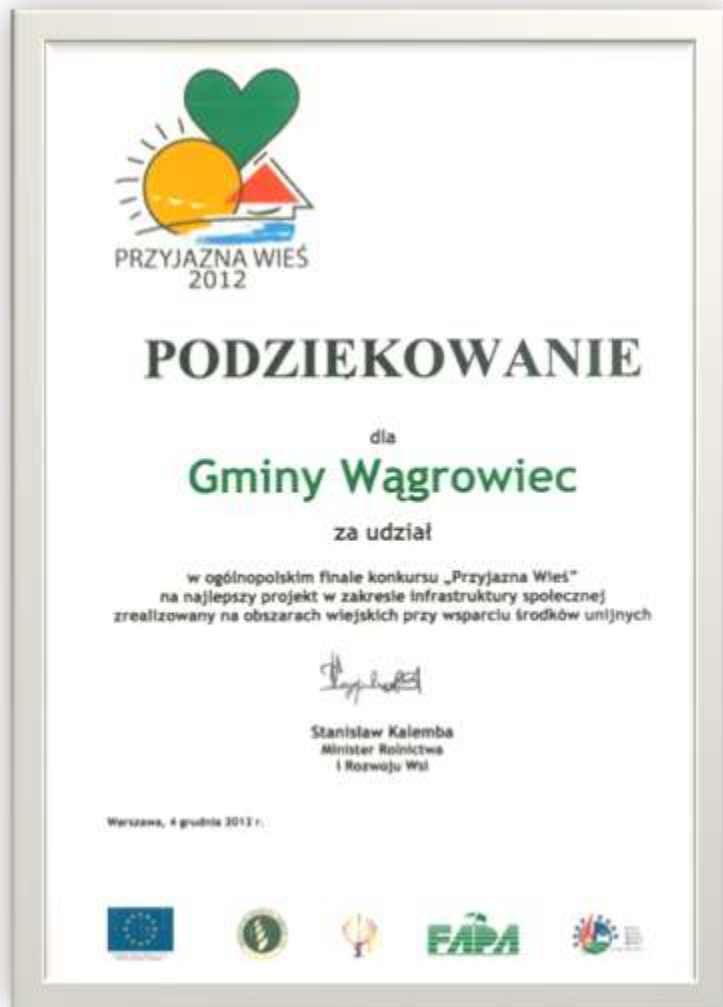 PRZYJAZNA WIEŚ
2012
PODZIĘKOWANIE
dla
Gminy Wągrowiec
za udział
w ogólnopolskim finale konkursu „Przyjazna Wieś”
na najlepszy projekt w zakresie infrastruktury społecznej
zrealizowany na obszarach wiejskich przy wsparciu środków unijnych
Stanisław Kalemba
Minister Rolnictwa
i Rozwoju Wsi
Warszawa, 4 grudnia 2012 r.
FAPA